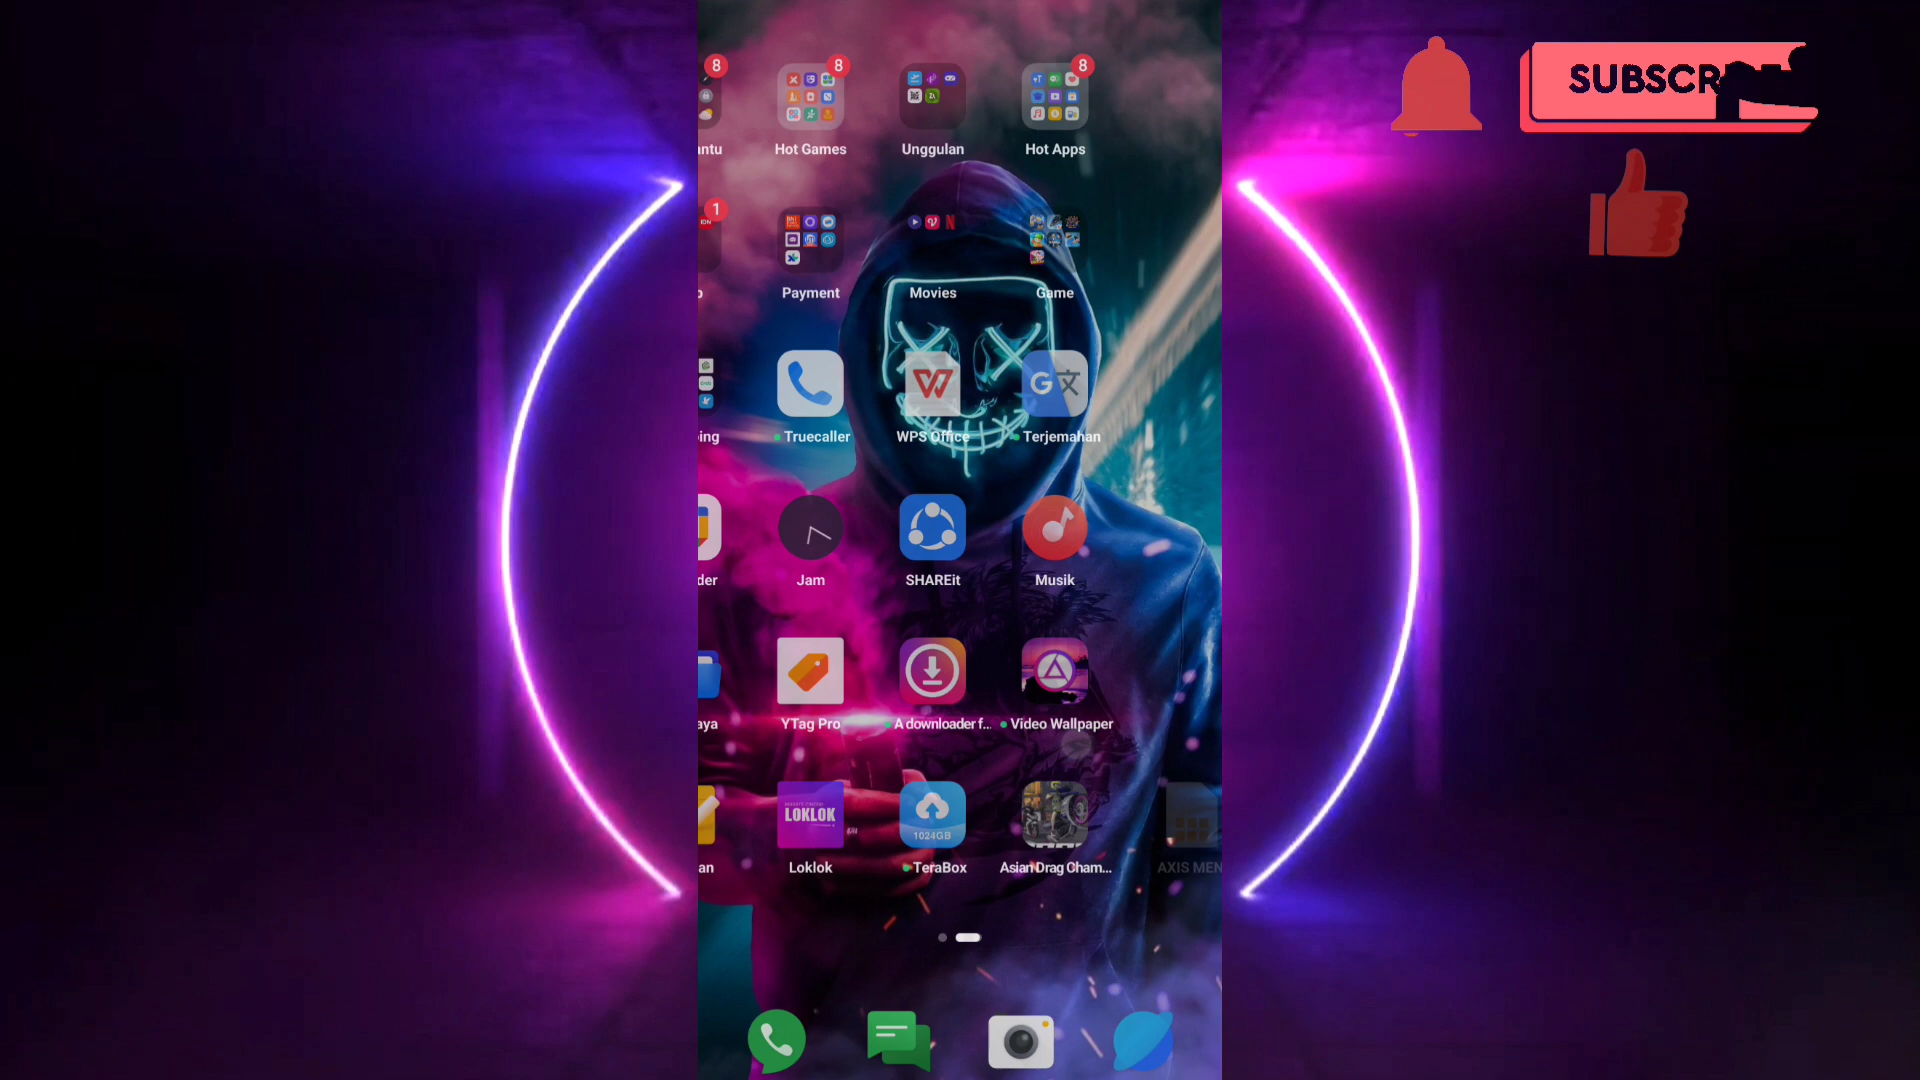 SUBSCR
8
8
8
ntu
Hot Games
Unggulan
Hot Apps
1
Payment
Movies
Game
ing
Truecaller
WPS Office
Terjemahan
der
Jam
SHAREit
Musik
aya
YTag Pro
A downloader f...
Video Wallpaper
LOKLOK
1024GB
an
Loklok
TeraBox
Asian Drag Cham...
AXIS MEN